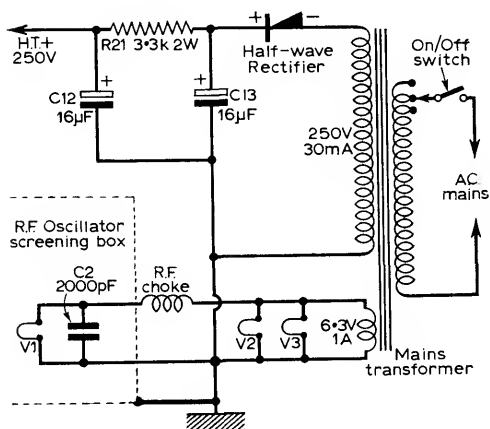 H.T.+
250V
R21 3·3k 2W
+ -
Half-wave
Rectifier
On/Off
switch
+
C12
16μF
+
C13
16μF
250V
30mA
A.C.
mains
R.F. Oscillator
screening box
C2
2000pF
R.F.
choke
V1
V2
V3
6·3V
1A
Mains
transformer